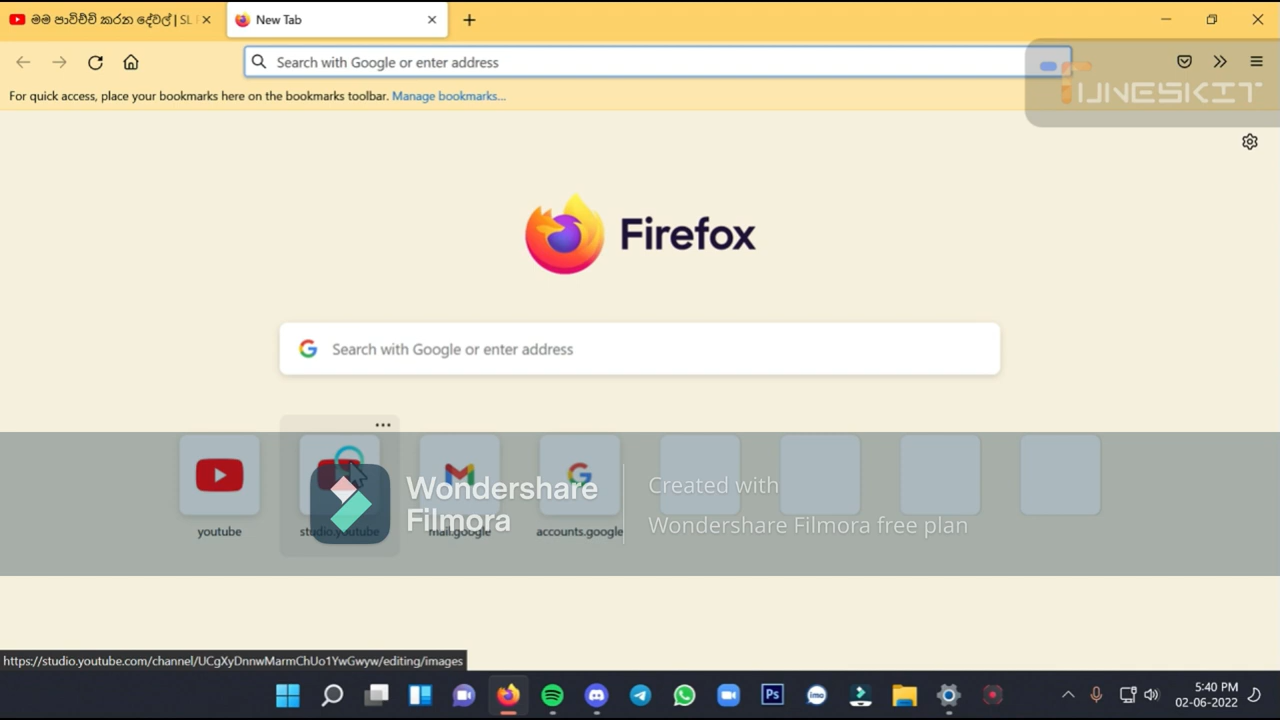 මම පාවිච්චි කරන දේවල් | SL
New Tab
Search with Google or enter address
TUNESKIT
For quick access, place your bookmarks here on the bookmarks toolbar. Manage bookmarks...
Firefox
Search with Google or enter address
Wondershare
Filmora
Created with
Wondershare Filmora free plan
youtube
studio.youtube
mail.google
accounts.google
https://studio.youtube.com/channel/UCgXyDnnwMarmChUo1YwGwyw/editing/images
Ps
imo
5:40 PM
02-06-2022